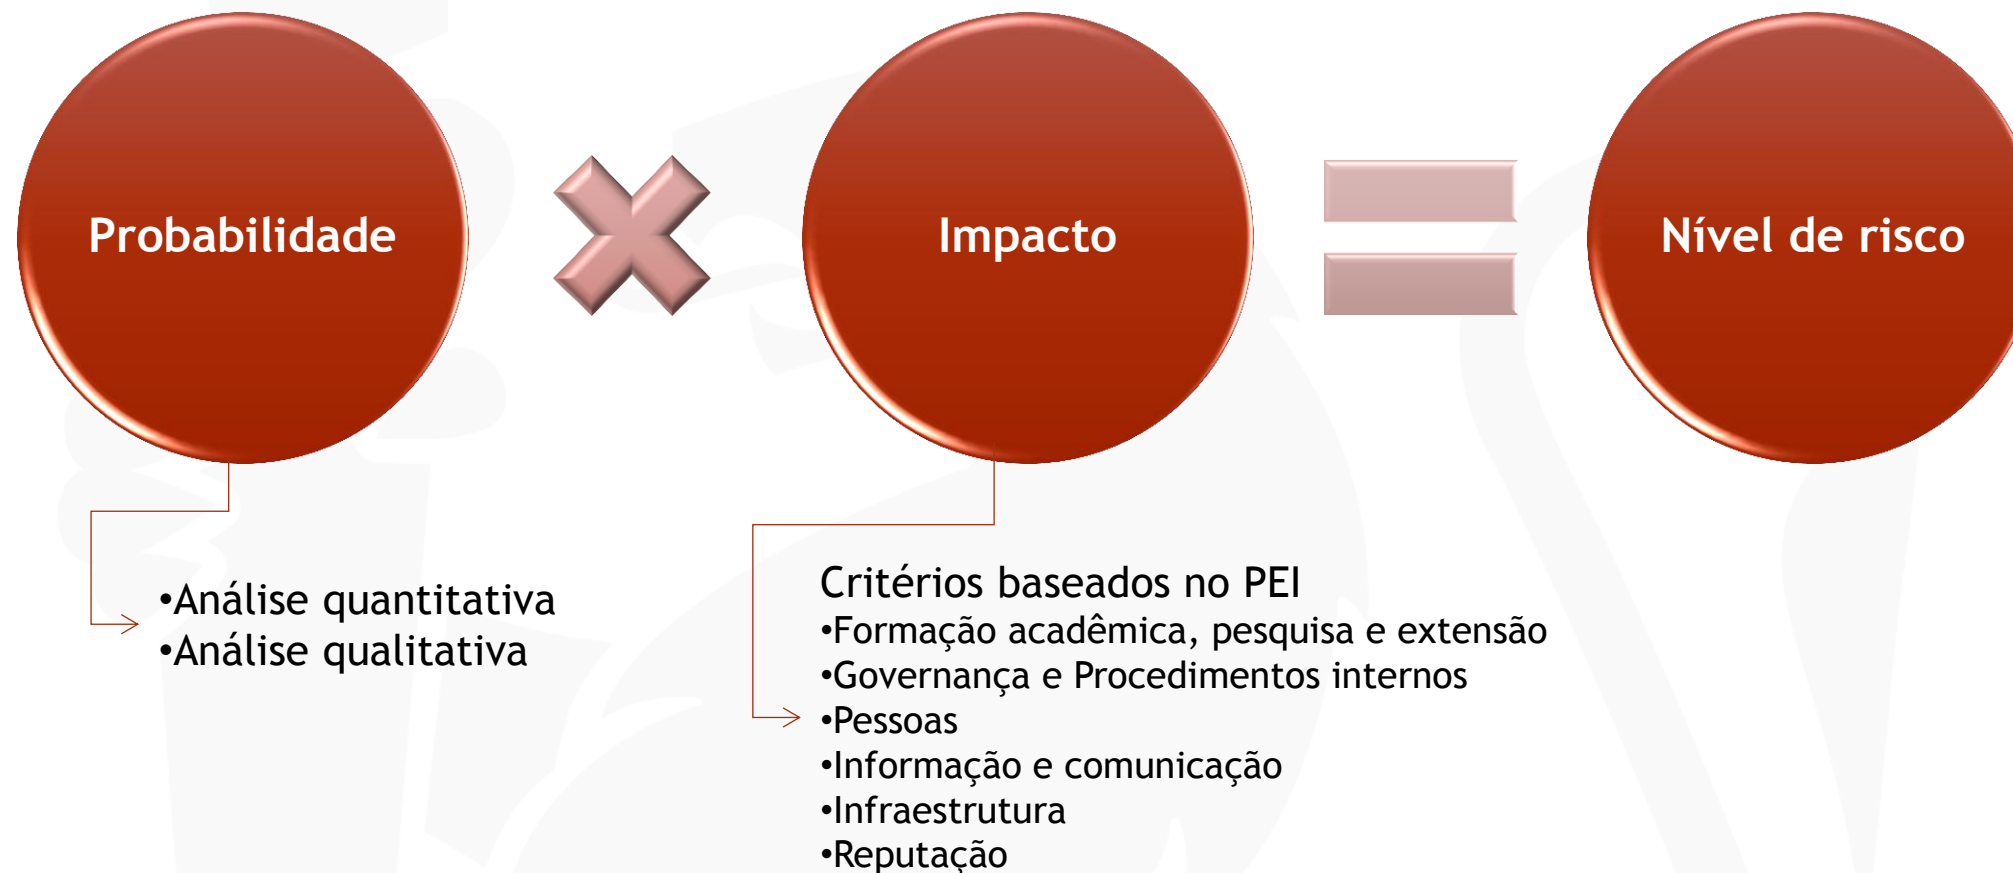 Probabilidade
Impacto
Nível de risco
•Análise quantitativa
•Análise qualitativa
Critérios baseados no PEI
•Formação acadêmica, pesquisa e extensão
•Governança e Procedimentos internos
•Pessoas
•Informação e comunicação
•Infraestrutura
•Reputação